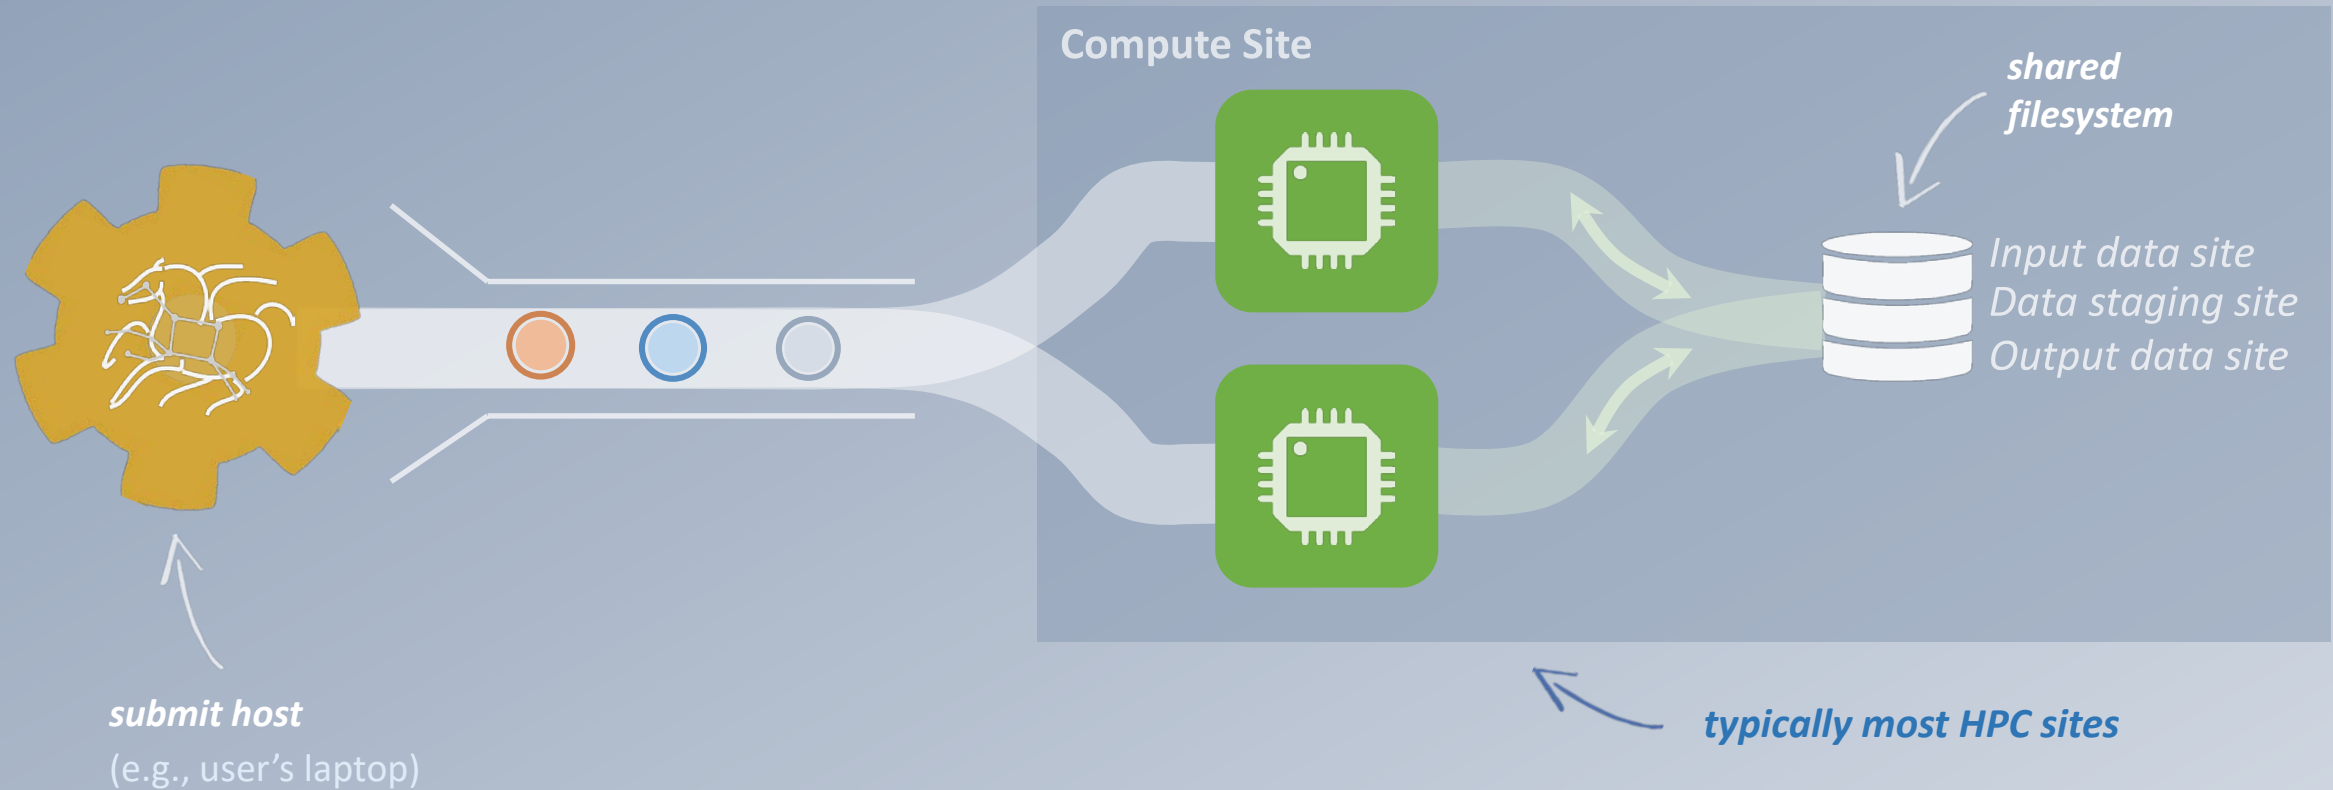 Compute Site
shared
filesystem
Input data site
Data staging site
Output data site
submit host
(e.g., user's laptop)
typically most HPC sites